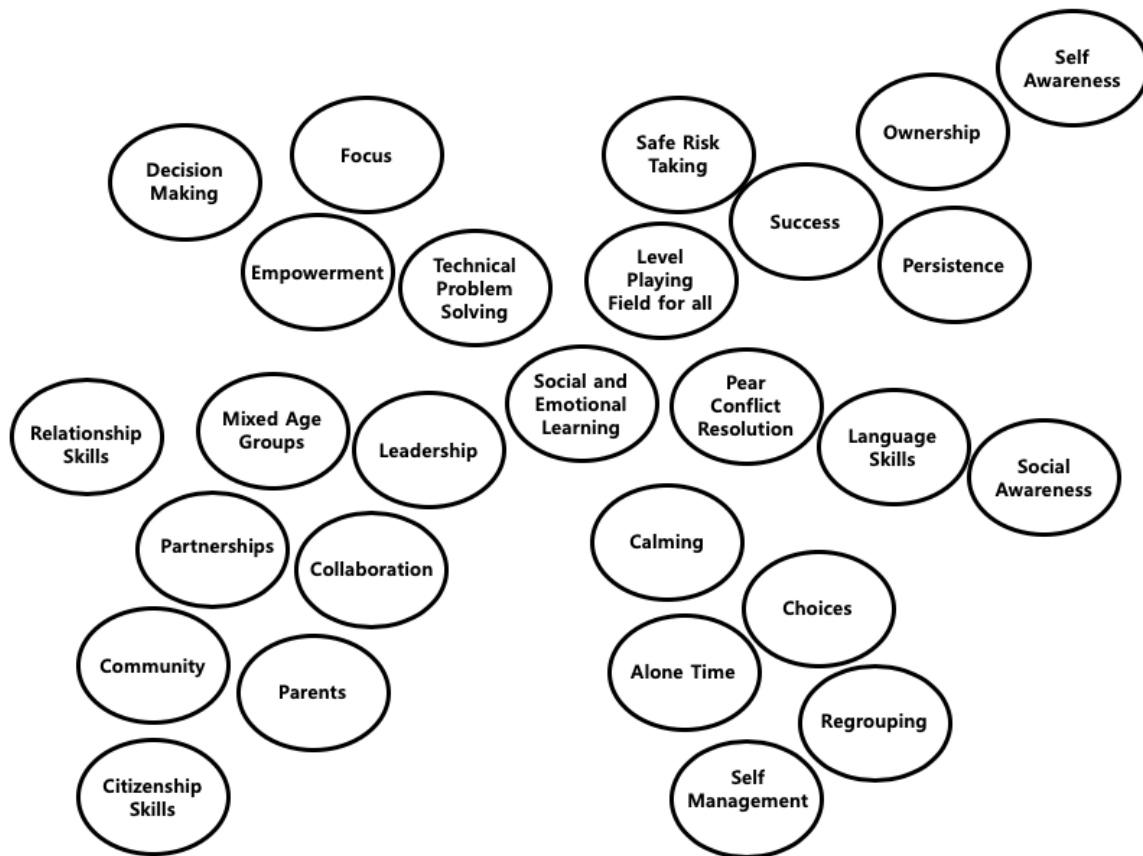 Self
Awareness
Ownership
Safe Risk
Taking
Focus
Decision
Making
Success
Empowerment
Technical
Problem
Solving
Level
Playing
Field for all
Persistence
Social and
Emotional
Learning
Pear
Conflict
Resolution
Relationship
Skills
Mixed Age
Groups
Leadership
Language
Skills
Social
Awareness
Partnerships
Collaboration
Calming
Choices
Community
Parents
Alone Time
Regrouping
Citizenship
Skills
Self
Management